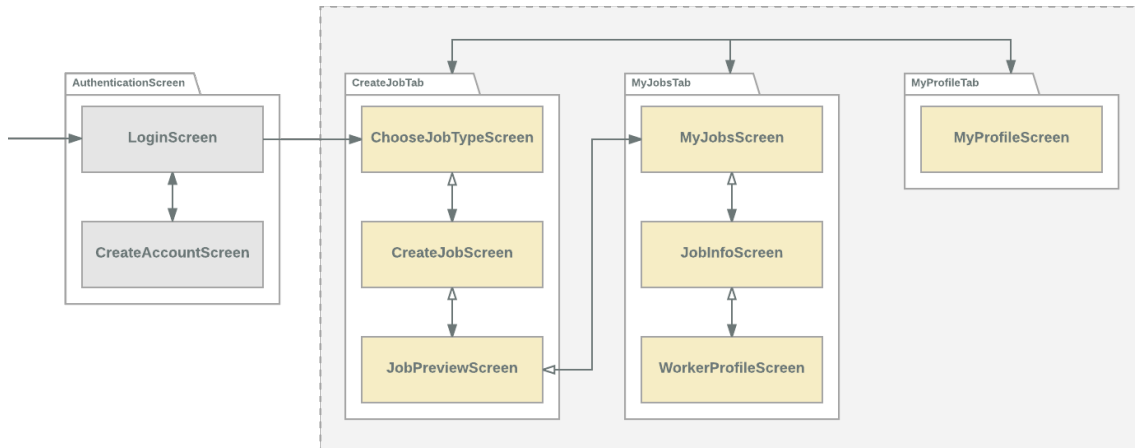 AuthenticationScreen
LoginScreen
CreateAccountScreen
CreateJobTab
ChooseJobTypeScreen
CreateJobScreen
JobPreviewScreen
MyJobsTab
MyJobsScreen
JobInfoScreen
WorkerProfileScreen
MyProfileTab
MyProfileScreen